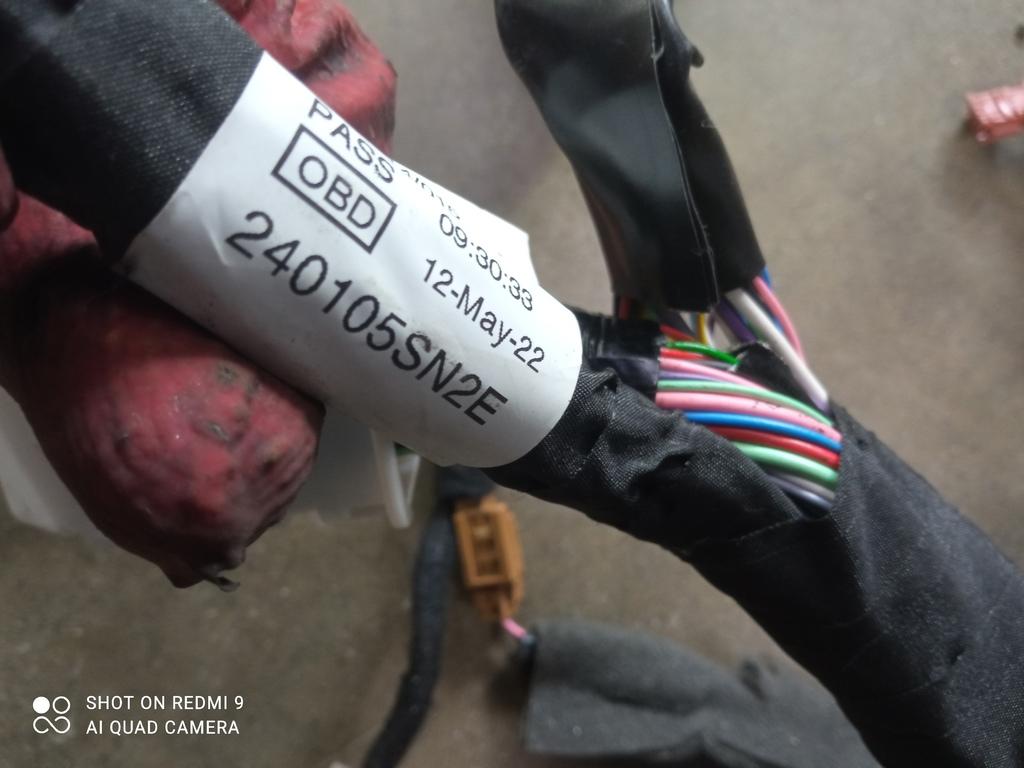 PASS
OBD
09:30:33
240105SN2E
12-May-22
SHOT ON REDMI 9
AI QUAD CAMERA